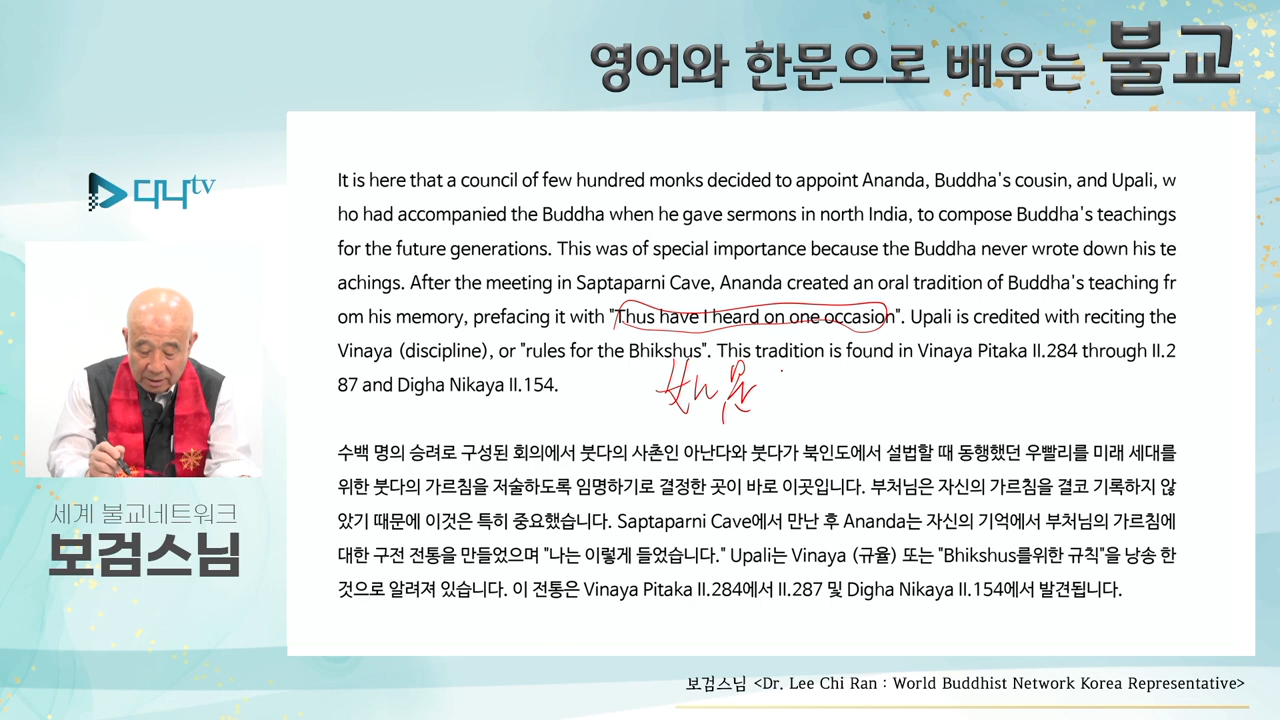 영어와 한문으로 배우는 불교
디나tv
It is here that a council of few hundred monks decided to appoint Ananda, Buddha's cousin, and Upali, w
ho had accompanied the Buddha when he gave sermons in north India, to compose Buddha's teachings
for the future generations. This was of special importance because the Buddha never wrote down his te
achings. After the meeting in Saptaparni Cave, Ananda created an oral tradition of Buddha's teaching fr
om his memory, prefacing it with "Thus have I heard on one occasion". Upali is credited with reciting the
Vinaya (discipline), or "rules for the Bhikshus". This tradition is found in Vinaya Pitaka II.284 through II.2
87 and Digha Nikaya II.154.
수백 명의 승려로 구성된 회의에서 붓다의 사촌인 아난다와 붓다가 북인도에서 설법할 때 동행했던 우빨리를 미래 세대를
위한 붓다의 가르침을 저술하도록 임명하기로 결정한 곳이 바로 이곳입니다. 부처님은 자신의 가르침을 결코 기록하지 않
았기 때문에 이것은 특히 중요했습니다. Saptaparni Cave에서 만난 후 Ananda는 자신의 기억에서 부처님의 가르침에
대한 구전 전통을 만들었으며 "나는 이렇게 들었습니다." Upali는 Vinaya (규율) 또는 "Bhikshus를위한 규칙"을 낭송 한
것으로 알려져 있습니다. 이 전통은 Vinaya Pitaka II.284에서 II.287 및 Digha Nikaya II.154에서 발견됩니다.
세계 불교네트워크
보검스님
보검스님 <Dr. Lee Chi Ran : World Buddhist Network Korea Representative>